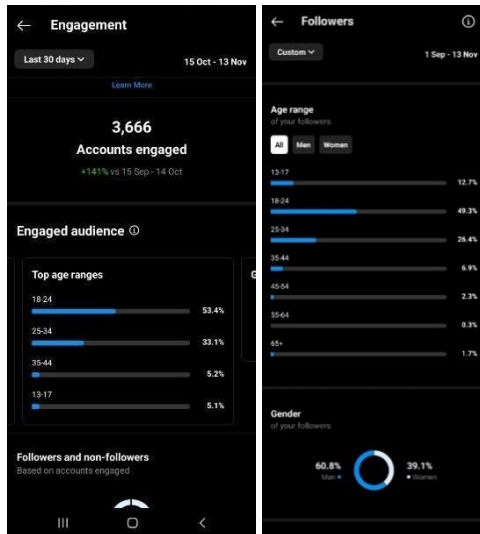 Engagement
Last 30 days
15 Oct - 13 Nov
Learn More
3,666
Accounts engaged
+141% vs 15 Sep - 14 Oct
Engaged audience
Top age ranges
18-24
53.4%
25-34
33.1%
35-44
5.2%
13-17
5.1%
G
Followers and non-followers
Based on accounts engaged
Followers
Custom
1 Sep - 13 Nov
Age range
of your followers
All Men Women
13-17
12.7%
18-24
49.3%
25-34
26.4%
35-44
6.9%
45-54
2.3%
55-64
0.3%
65+
1.7%
Gender
of your followers
60.8% 39.1%
Men Women